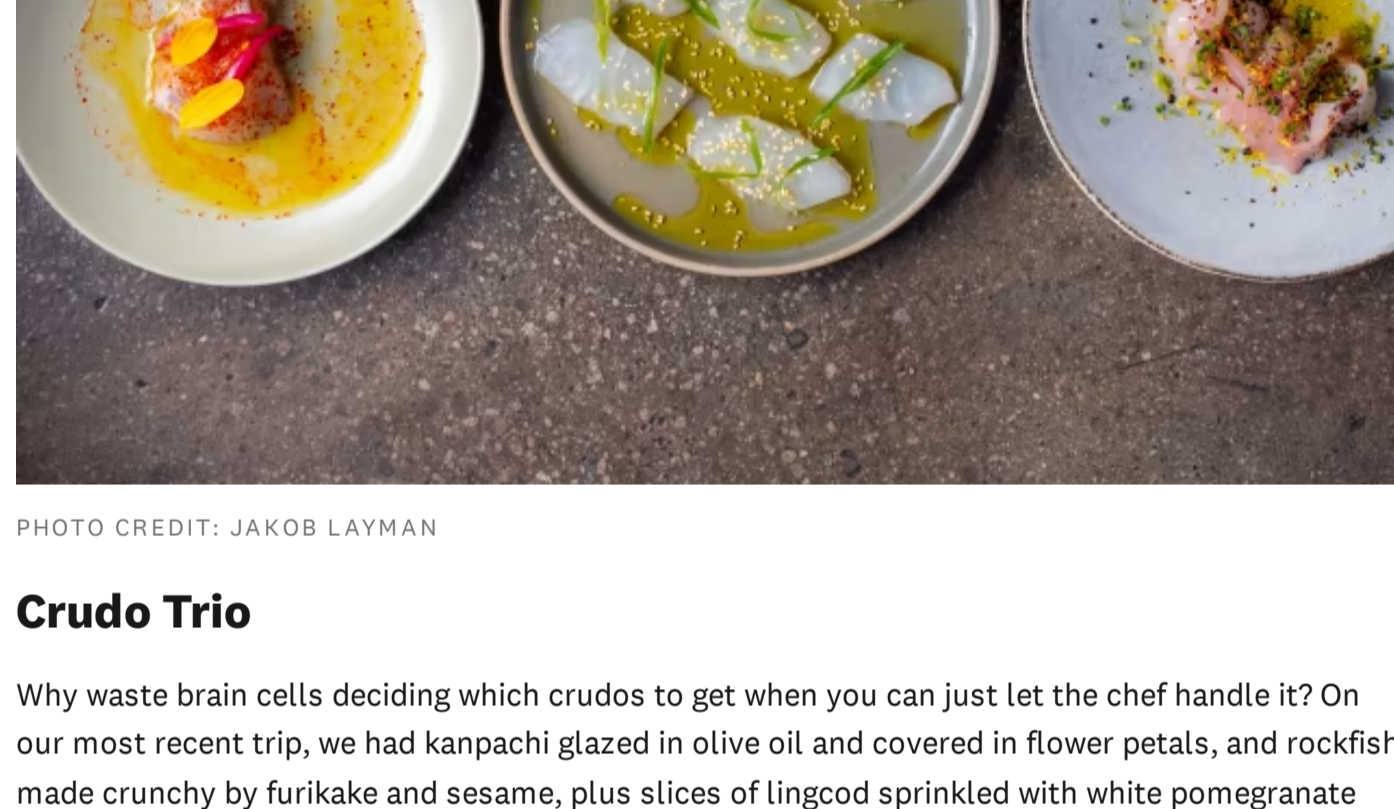 PHOTO CREDIT: JAKOB LAYMAN
Crudo Trio
Why waste brain cells deciding which crudos to get when you can just let the chef handle it? On
our most recent trip, we had kanpachi glazed in olive oil and covered in flower petals, and rockfish
made crunchy by furikake and sesame, plus slices of lingcod sprinkled with white pomegranate